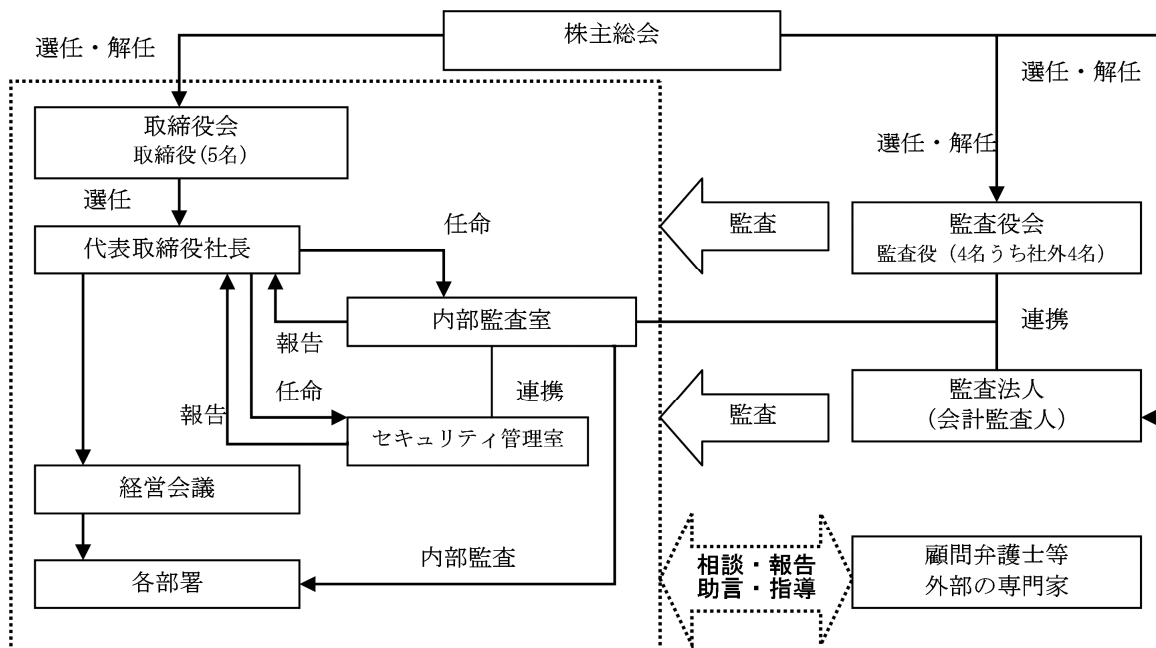 株主総会
選任・解任
選任・解任
選任・解任
取締役会
取締役(5名)
選任
代表取締役社長
任命
監査
監査役会
監査役（4名うち社外4名）
内部監査室
連携
報告
任命
連携
報告
セキュリティ管理室
監査
監査法人
（会計監査人）
経営会議
内部監査
各部署
相談・報告
助言・指導
顧問弁護士等
外部の専門家